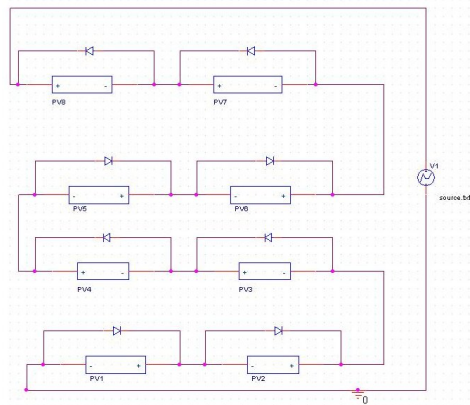 + -
+ -
PV8
PV7
V1
source.txt
- +
- +
PV5
PV6
+ -
+ -
PV4
PV3
- +
- +
PV1
PV2
0